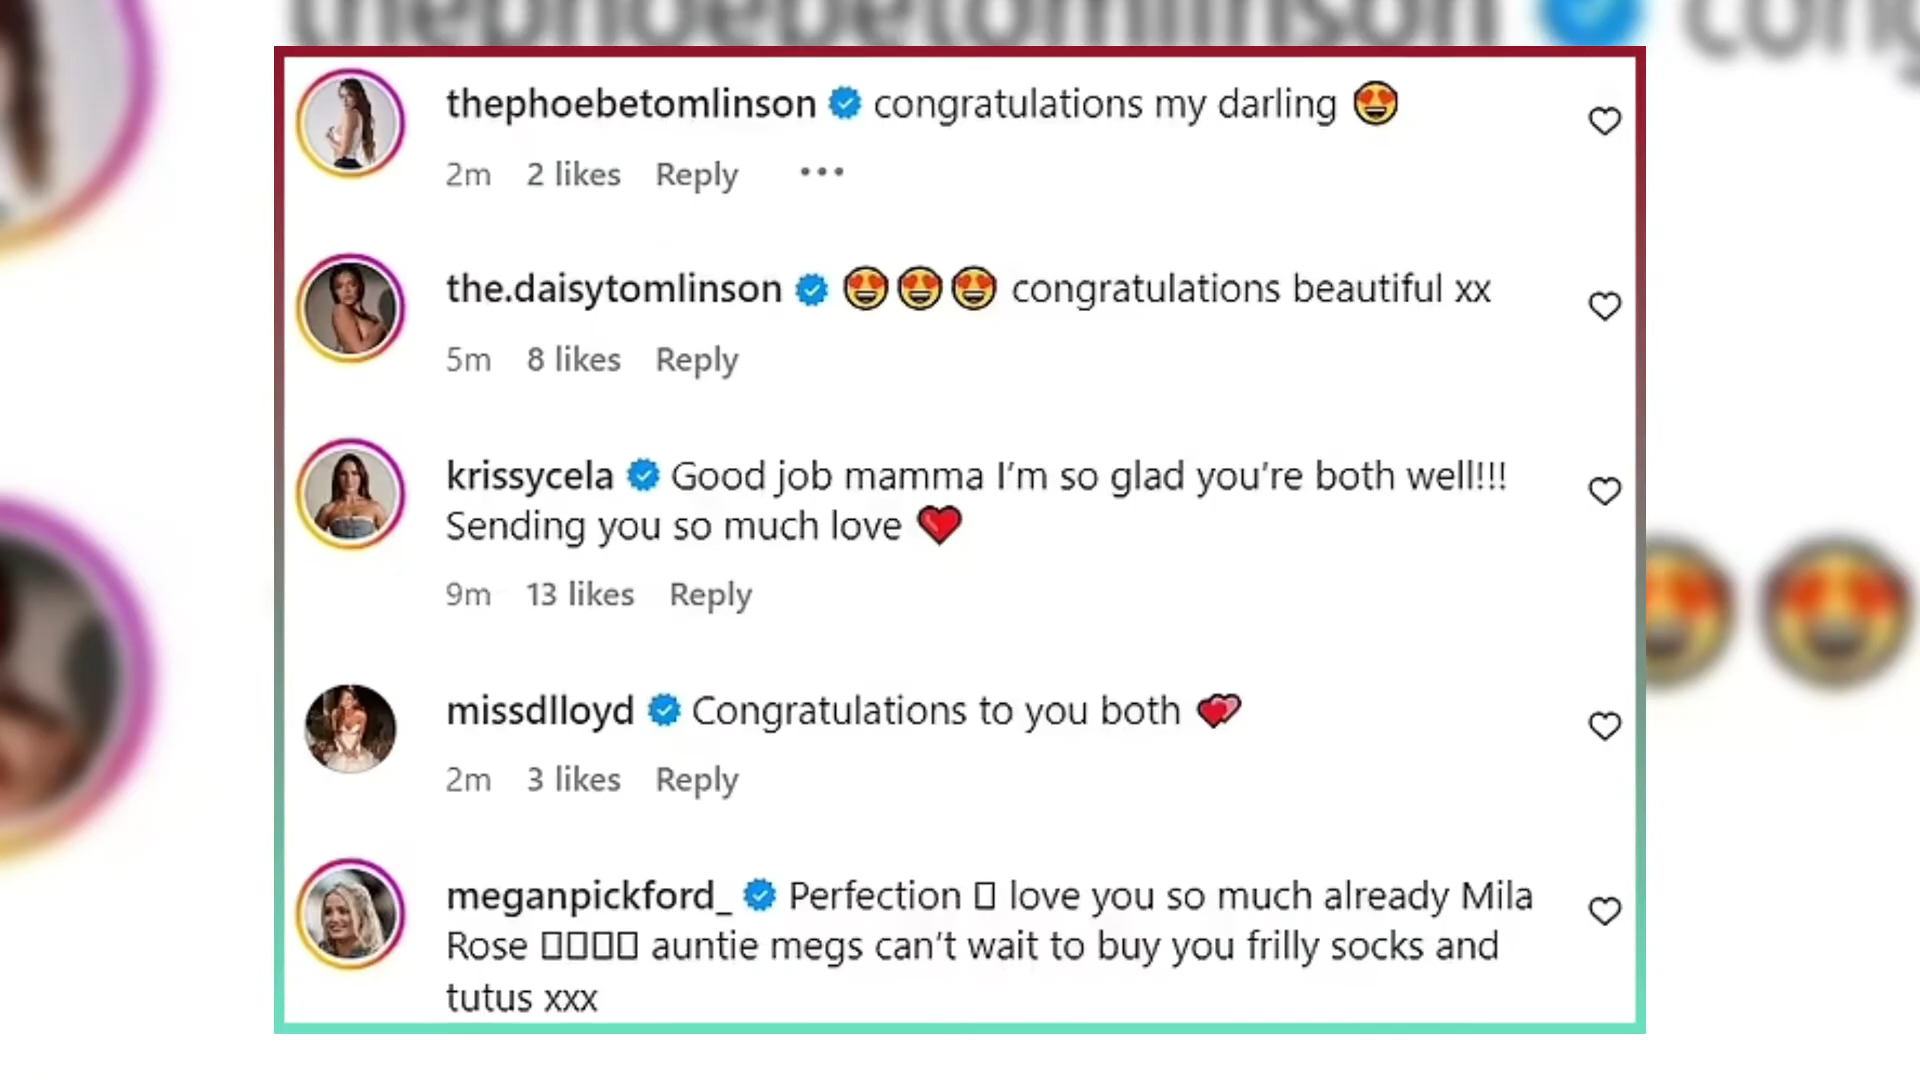 thephoebetomlinson cong
thephoebetomlinson congratulations my darling 😍
2m 2 likes Reply •••
the.daisytomlinson 😍😍😍 congratulations beautiful xx
5m 8 likes Reply
krissycela Good job mamma I'm so glad you're both well!!!
Sending you so much love ❤️
9m 13 likes Reply
missdlloyd Congratulations to you both 💕
2m 3 likes Reply
meganpickford_ Perfection ▯ love you so much already Mila
Rose ▯▯▯▯ auntie megs can't wait to buy you frilly socks and
tutus xxx